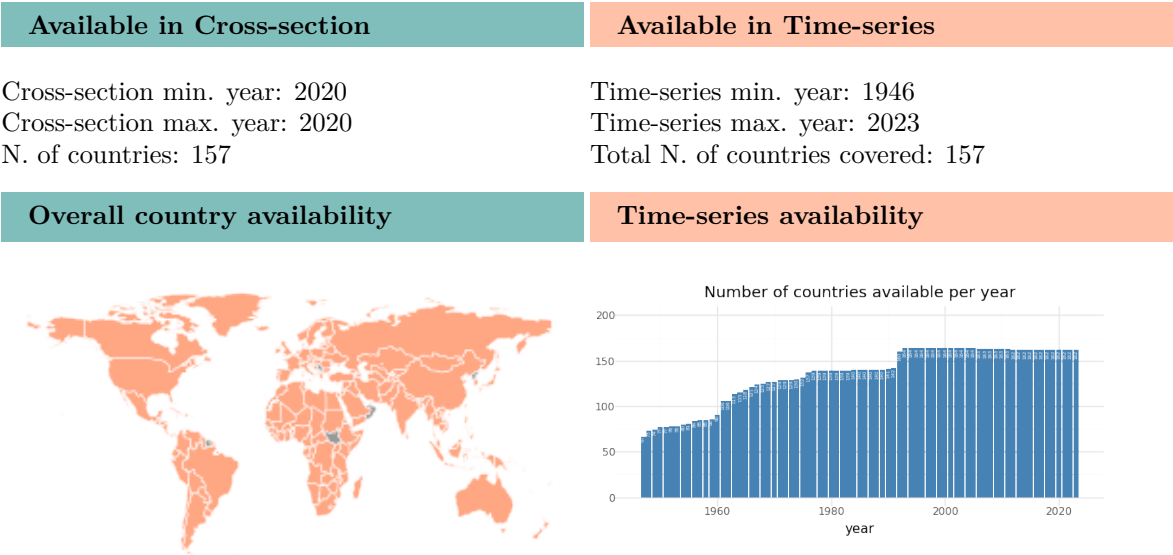 Available in Cross-section
Cross-section min. year: 2020
Cross-section max. year: 2020
N. of countries: 157
Available in Time-series
Time-series min. year: 1946
Time-series max. year: 2023
Total N. of countries covered: 157
Overall country availability
Time-series availability
Number of countries available per year
200
150
100
50
0
1960
1980
2000
2020
year